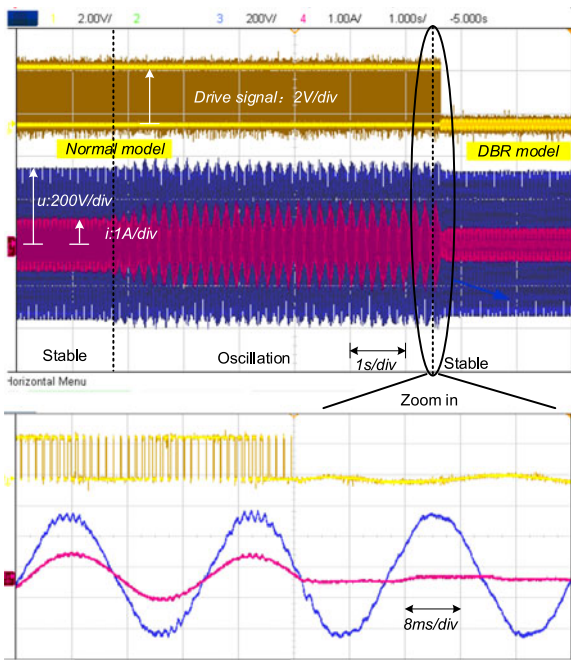 1 2.00V/ 2 3 200V/ 4 1.00A/ 1.000s/ -5.000s
Drive signal: 2V/div
Normal model
DBR model
u:200V/div
i:1A/div
Stable
Oscillation
1s/div
Stable
Horizontal Menu
Zoom in
8ms/div